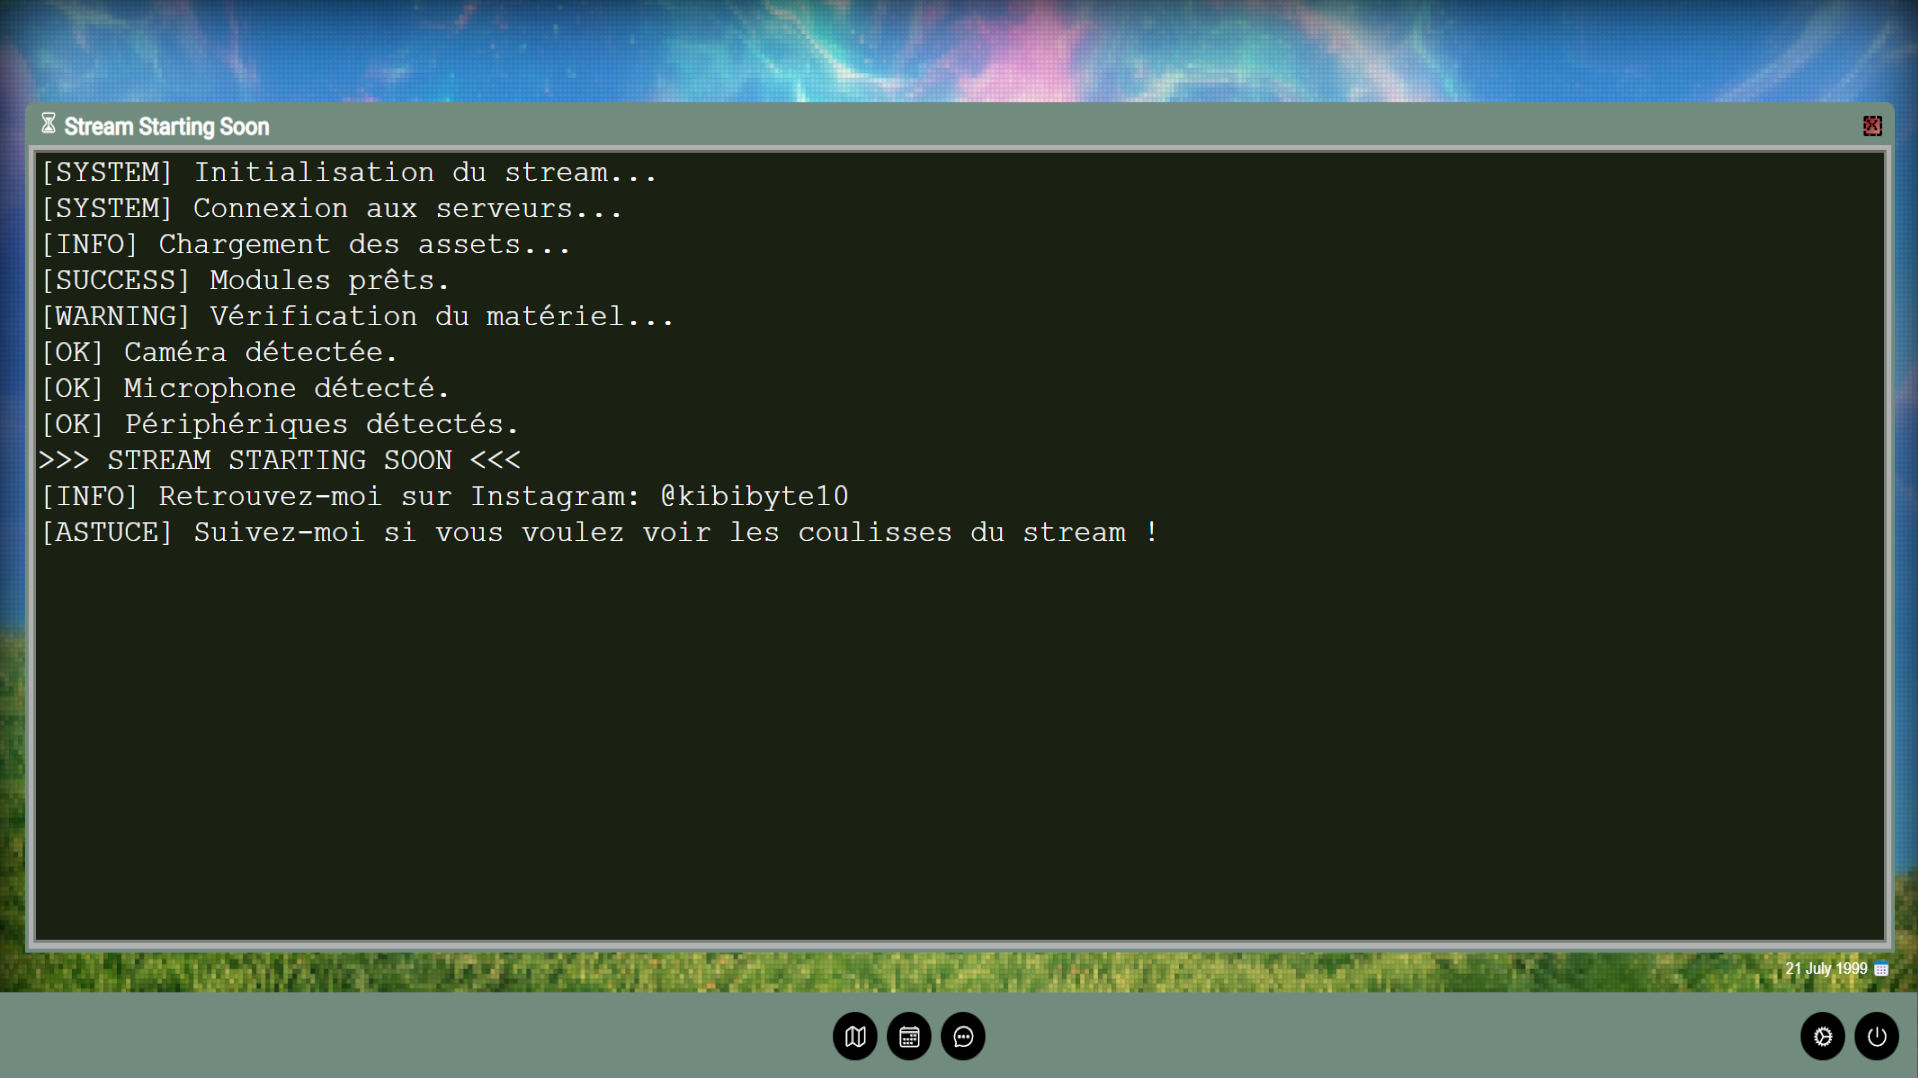 Stream Starting Soon
[SYSTEM] Initialisation du stream...
[SYSTEM] Connexion aux serveurs...
[INFO] Chargement des assets...
[SUCCESS] Modules prêts.
[WARNING] Vérification du matériel...
[OK] Caméra détectée.
[OK] Microphone détecté.
[OK] Périphériques détectés.
>>> STREAM STARTING SOON <<<
[INFO] Retrouvez-moi sur Instagram: @kibibyte10
[ASTUCE] Suivez-moi si vous voulez voir les coulisses du stream !
21 July 1999